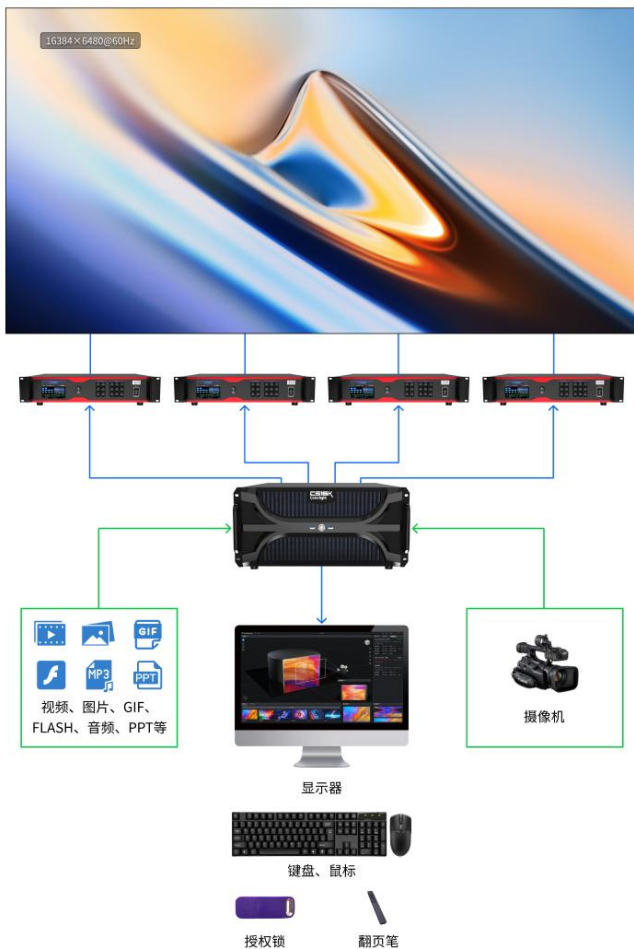 16384×6480@60Hz
CS16K
Colorlight
GIF
MP3
PPT
视频、图片、GIF、
FLASH、音频、PPT等
摄像机
显示器
键盘、鼠标
授权锁
翻页笔